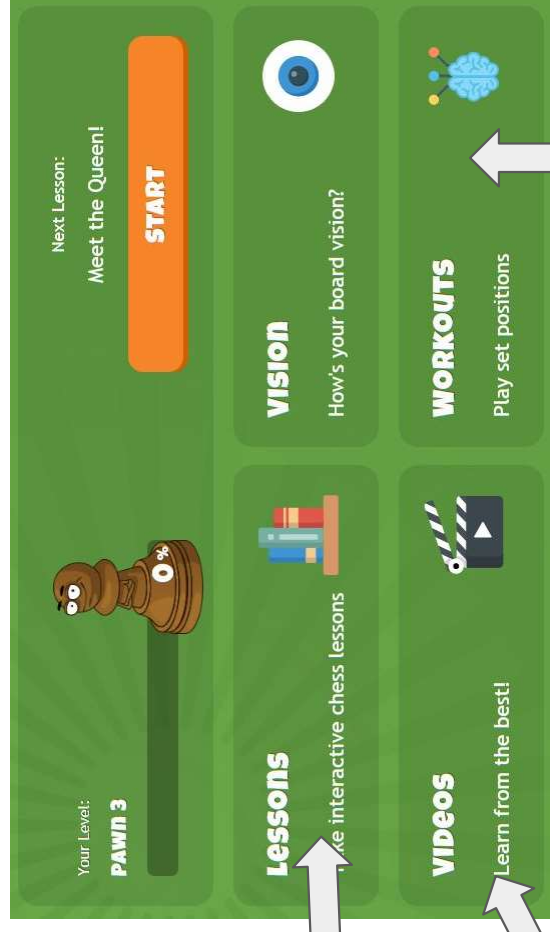 Your Level:
PAWN 3
0%
Next Lesson:
Meet the Queen!
START
Lessons
interactive chess lessons
Vision
How's your board vision?
Videos
Learn from the best!
Workouts
Play set positions